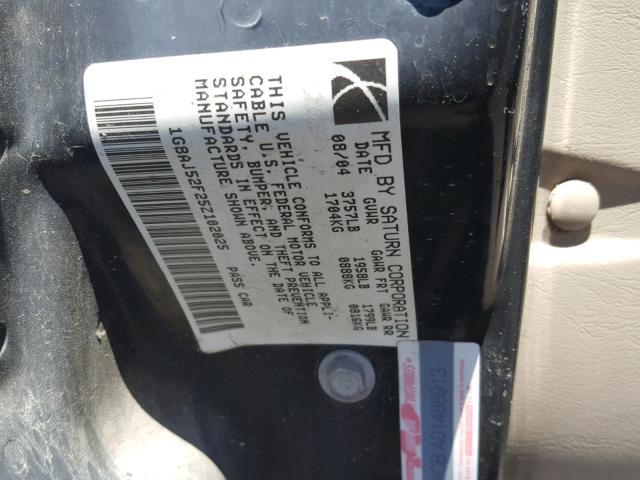 MFD BY SATURN CORPORATION
DATE GVWR GAWR FRT GAWR RR
08/04 3757LB 1958LB 1799LB
1704KG 0888KG 0816KG
THIS VEHICLE CONFORMS TO ALL APPLI-
CABLE U.S. FEDERAL MOTOR VEHICLE
SAFETY, BUMPER, AND THEFT PREVENTION
STANDARDS IN EFFECT ON THE DATE OF
MANUFACTURE SHOWN ABOVE.
1G8AJ52F25Z102025 PASS CAR
A01486913